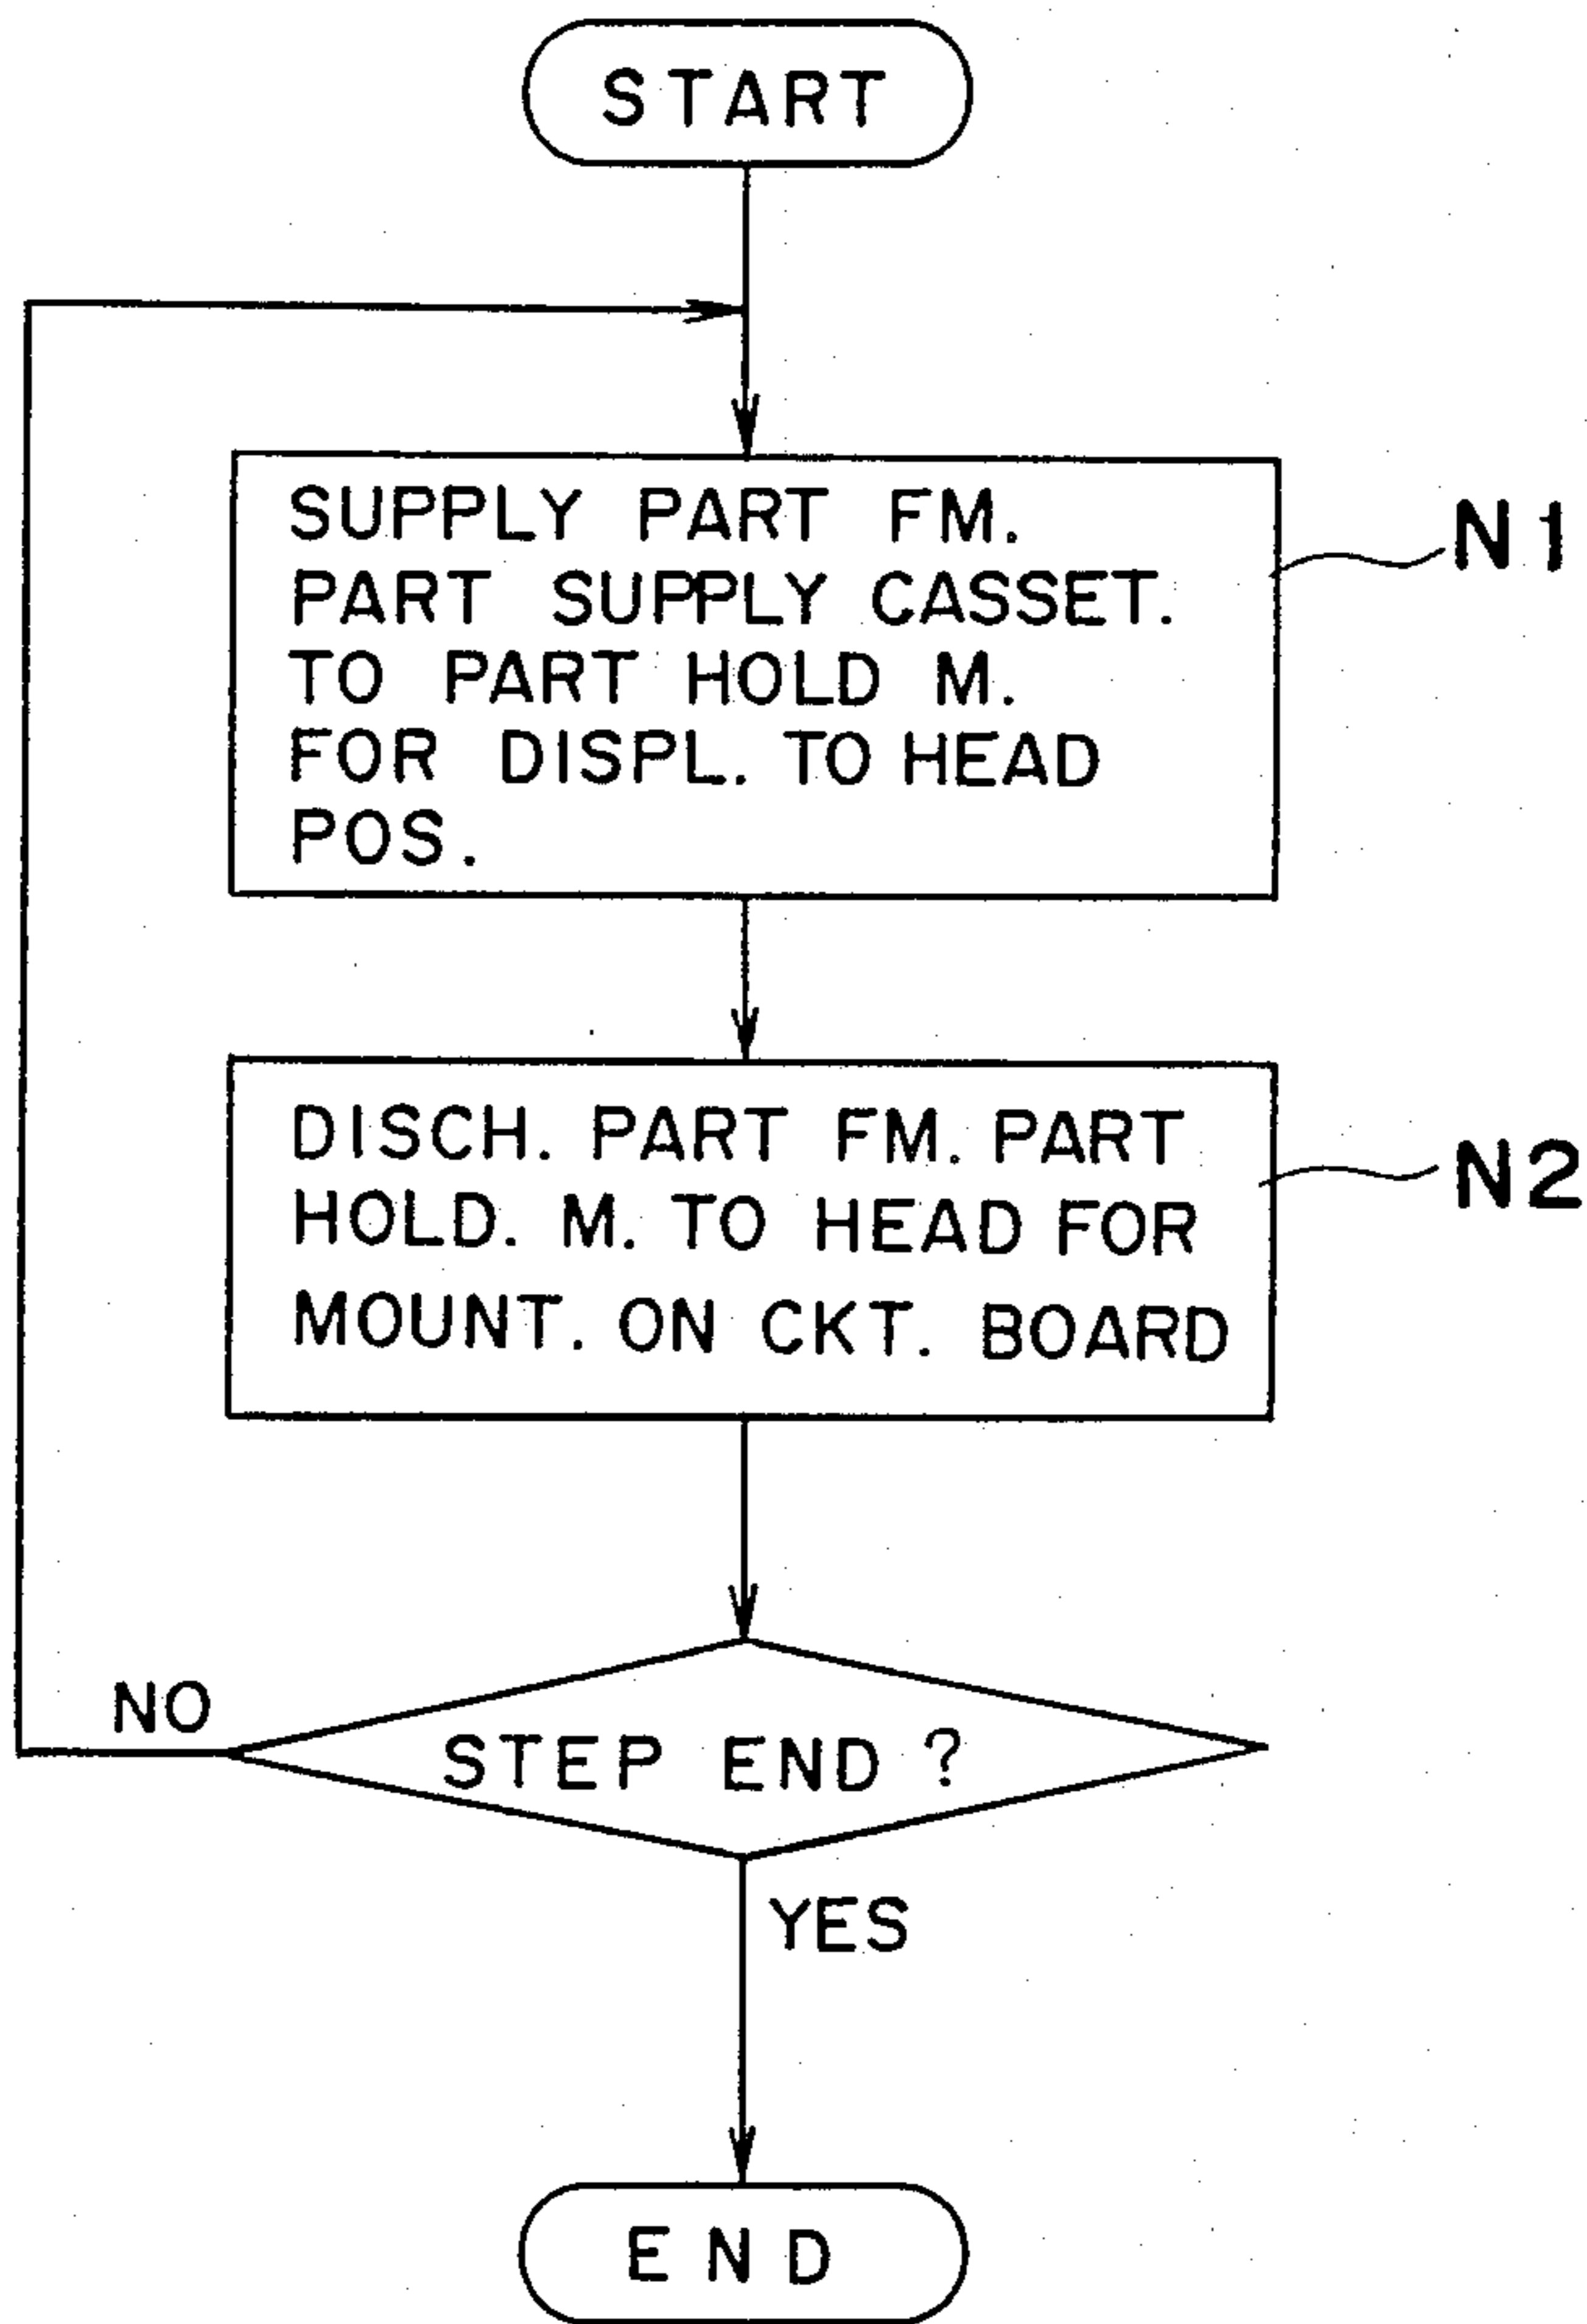 START
SUPPLY PART FM.
PART SUPPLY CASSET.
TO PART HOLD M.
FOR DISPL. TO HEAD
POS.
N1
DISCH. PART FM. PART
HOLD. M. TO HEAD FOR
MOUNT. ON CKT. BOARD
N2
STEP END ?
NO
YES
END